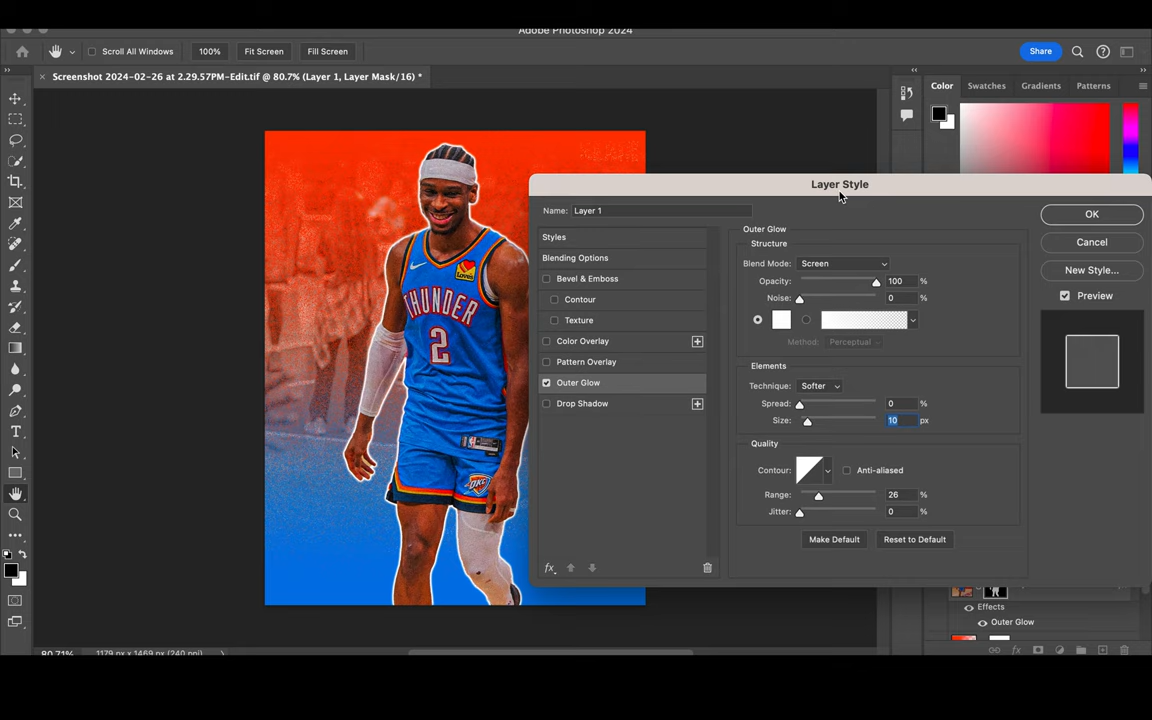 Adobe Photoshop 2024
Scroll All Windows 100% Fit Screen Fill Screen Share
Screenshot 2024-02-26 at 2.29.57PM-Edit.tif @ 80.7% (Layer 1, Layer Mask/16) *
Color Swatches Gradients Patterns
Layer Style
Name: Layer 1
Styles
Blending Options
Bevel & Emboss
Contour
Texture
Color Overlay
Pattern Overlay
Outer Glow
Drop Shadow
fx
Outer Glow
Structure
Blend Mode: Screen
Opacity: 100 %
Noise: 0 %
Method: Perceptual
Elements
Technique: Softer
Spread: 0 %
Size: 10 px
Quality
Contour: Anti-aliased
Range: 26 %
Jitter: 0 %
Make Default Reset to Default
OK
Cancel
New Style...
Preview
THUNDER
2
OKC
Effects
Outer Glow
fx
80.71% 1179 px x 1469 px (240 ppi)